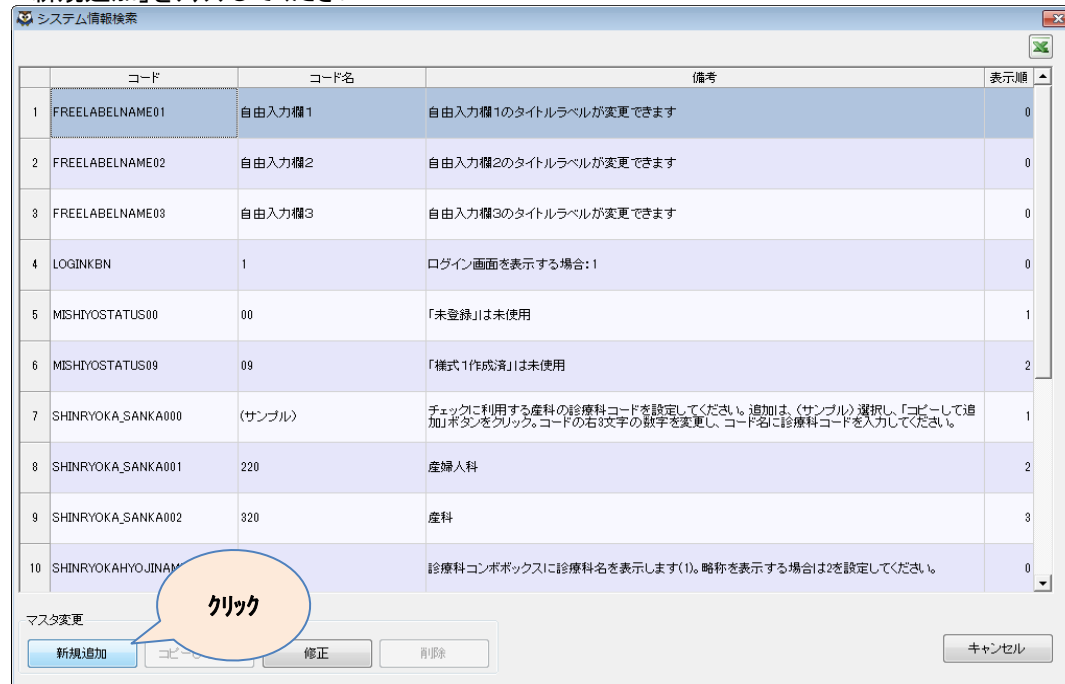 システム情報検索
コード コード名 備考 表示順
1 FREELABELNAME01 自由入力欄1 自由入力欄1のタイトルラベルが変更できます 0
2 FREELABELNAME02 自由入力欄2 自由入力欄2のタイトルラベルが変更できます 0
3 FREELABELNAME03 自由入力欄3 自由入力欄3のタイトルラベルが変更できます 0
4 LOGINKBN 1 ログイン画面を表示する場合:1 0
5 MISHIYOSTATUS00 00 「未登録」は未使用 1
6 MISHIYOSTATUS09 09 「様式1作成済」は未使用 2
7 SHINRYOKA_SANKA000 (サンプル) チェックに利用する産科の診療科コードを設定してください。追加は、(サンプル)選択し、「コピーして追
加」ボタンをクリック。コードの右3文字の数字を変更し、コード名に診療科コードを入力してください。 1
8 SHINRYOKA_SANKA001 220 産婦人科 2
9 SHINRYOKA_SANKA002 320 産科 3
10 SHINRYOKAHYOJINAM 診療科コンボボックスに診療科名を表示します(1)。略称を表示する場合は2を設定してください。 0
クリック
マスタ変更
新規追加 修正 削除 キャンセル